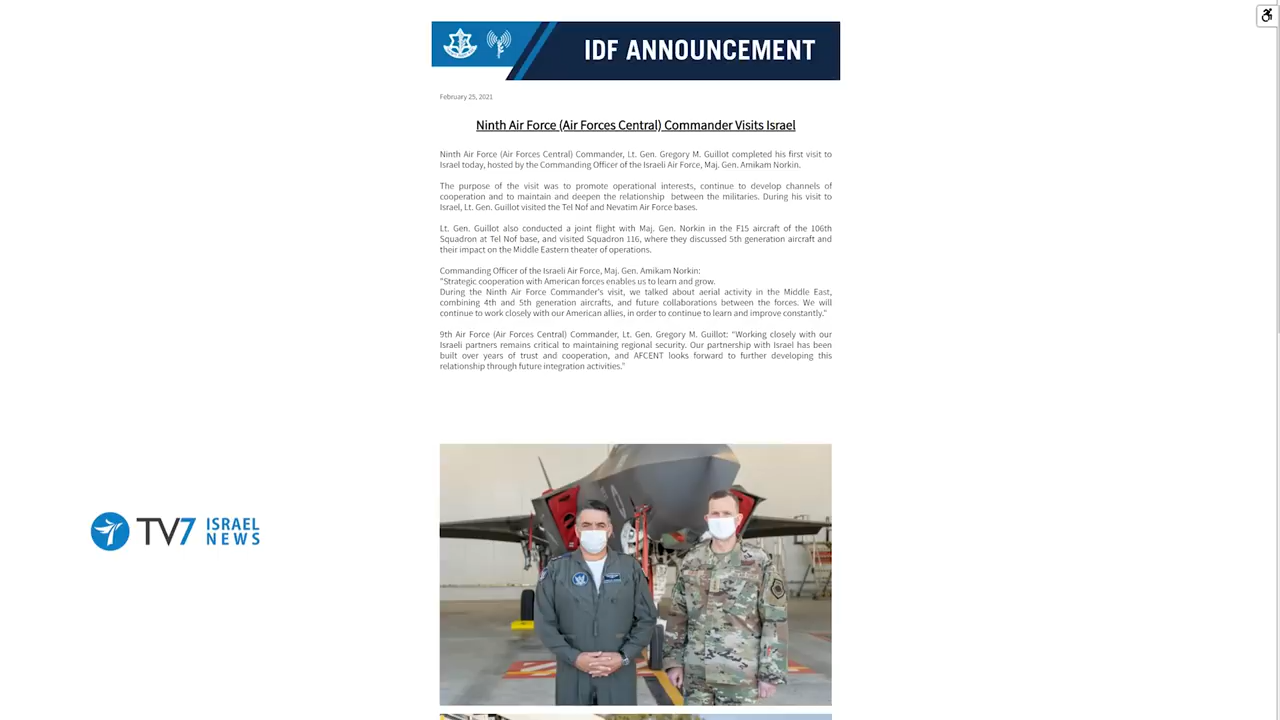 IDF ANNOUNCEMENT
February 25, 2021
Ninth Air Force (Air Forces Central) Commander Visits Israel
Ninth Air Force (Air Forces Central) Commander, Lt. Gen. Gregory M. Guillot completed his first visit to
Israel today, hosted by the Commanding Officer of the Israeli Air Force, Maj. Gen. Amikam Norkin.
The purpose of the visit was to promote operational interests, continue to develop channels of
cooperation and to maintain and deepen the relationship between the militaries. During his visit to
Israel, Lt. Gen. Guillot visited the Tel Nof and Nevatim Air Force bases.
Lt. Gen. Guillot also conducted a joint flight with Maj. Gen. Norkin in the F15 aircraft of the 106th
Squadron at Tel Nof base, and visited Squadron 116, where they discussed 5th generation aircraft and
their impact on the Middle Eastern theater of operations.
Commanding Officer of the Israeli Air Force, Maj. Gen. Amikam Norkin:
"Strategic cooperation with American forces enables us to learn and grow.
During the Ninth Air Force Commander's visit, we talked about aerial activity in the Middle East,
combining 4th and 5th generation aircrafts, and future collaborations between the forces. We will
continue to work closely with our American allies, in order to continue to learn and improve constantly."
9th Air Force (Air Forces Central) Commander, Lt. Gen. Gregory M. Guillot: "Working closely with our
Israeli partners remains critical to maintaining regional security. Our partnership with Israel has been
built over years of trust and cooperation, and AFCENT looks forward to further developing this
relationship through future integration activities."
TV7 ISRAEL
NEWS